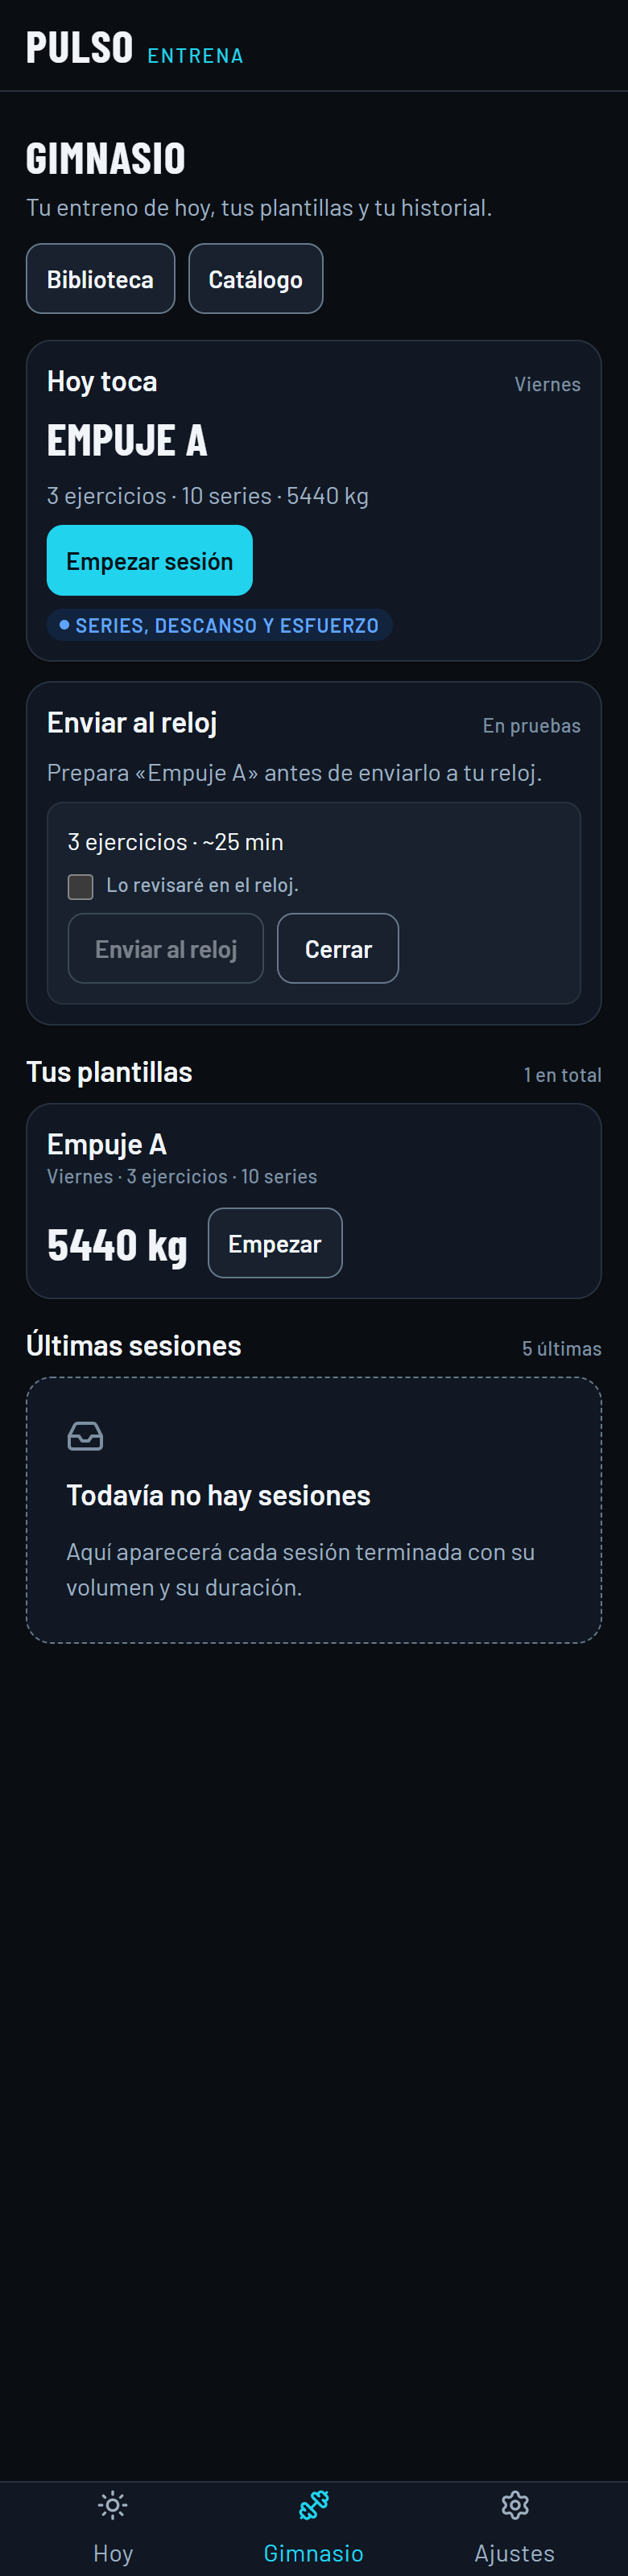 PULSO ENTRENA
GIMNASIO
Tu entreno de hoy, tus plantillas y tu historial.
Biblioteca Catálogo
Hoy toca Viernes
EMPUJE A
3 ejercicios · 10 series · 5440 kg
Empezar sesión
SERIES, DESCANSO Y ESFUERZO
Enviar al reloj En pruebas
Prepara «Empuje A» antes de enviarlo a tu reloj.
3 ejercicios · ~25 min
Lo revisaré en el reloj.
Enviar al reloj Cerrar
Tus plantillas 1 en total
Empuje A
Viernes · 3 ejercicios · 10 series
5440 kg Empezar
Últimas sesiones 5 últimas
Todavía no hay sesiones
Aquí aparecerá cada sesión terminada con su
volumen y su duración.
Hoy Gimnasio Ajustes